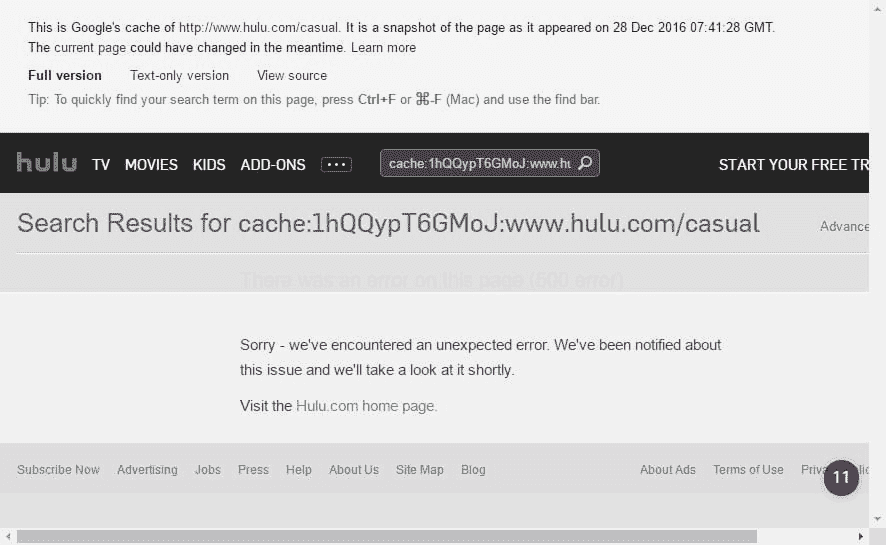 This is Google's cache of http://www.hulu.com/casual. It is a snapshot of the page as it appeared on 28 Dec 2016 07:41:28 GMT.
The current page could have changed in the meantime. Learn more
Full version Text-only version View source
Tip: To quickly find your search term on this page, press Ctrl+F or ⌘-F (Mac) and use the find bar.
hulu TV MOVIES KIDS ADD-ONS cache:1hQQypT6GMoJ:www.hu START YOUR FREE TR
Search Results for cache:1hQQypT6GMoJ:www.hulu.com/casual Advance
There was an error on this page (500 error)
Sorry - we've encountered an unexpected error. We've been notified about
this issue and we'll take a look at it shortly.
Visit the Hulu.com home page.
Subscribe Now Advertising Jobs Press Help About Us Site Map Blog About Ads Terms of Use
11